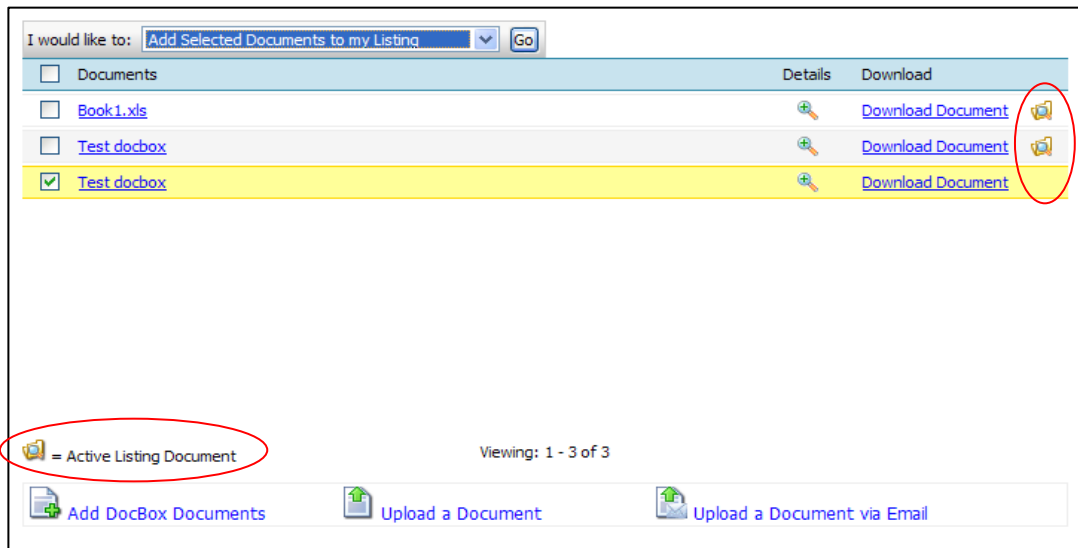 I would like to: Add Selected Documents to my Listing Go
Documents Details Download
Book1.xls Download Document
Test docbox Download Document
Test docbox Download Document
= Active Listing Document Viewing: 1 - 3 of 3
Add DocBox Documents Upload a Document Upload a Document via Email